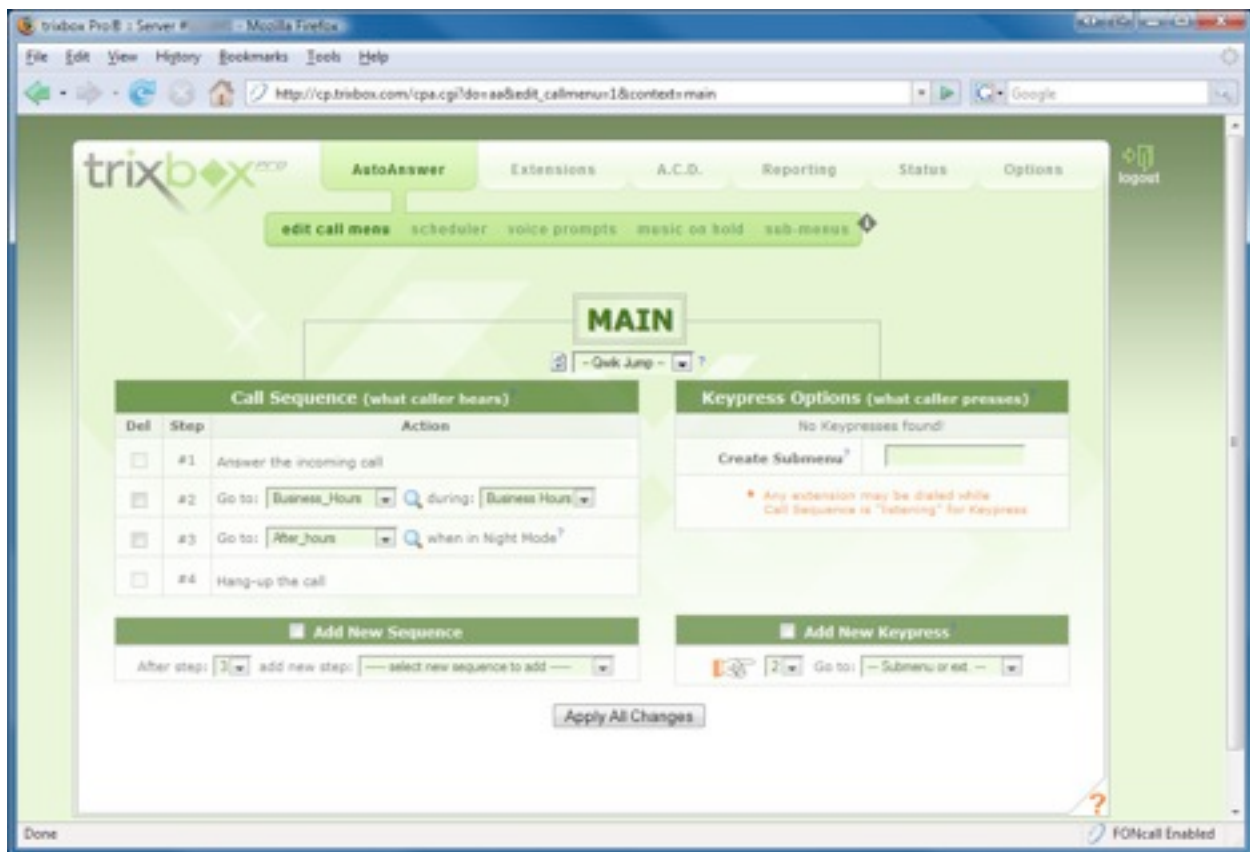 trixbox Pro® :: Server # - Mozilla Firefox
File Edit View History Bookmarks Tools Help
http://cp.trixbox.com/cpa.cgi?do=aa&edit_callmenu=1&context=main
Google
trixbox pro
AutoAnswer Extensions A.C.D. Reporting Status Options
logout
edit call menu scheduler voice prompts music on hold sub-menus
MAIN
-- Qwik Jump -- ?
Call Sequence (what caller hears) ?
Del Step Action
#1 Answer the incoming call
#2 Go to: Business_Hours during: Business Hours
#3 Go to: After_hours when in Night Mode?
#4 Hang-up the call
Keypress Options (what caller presses) ?
No Keypresses found!
Create Submenu?
* Any extension may be dialed while
Call Sequence is "listening" for Keypress
Add New Sequence
After step: 3 add new step: ---- select new sequence to add ----
Add New Keypress ?
2 Go to: -- Submenu or ext. --
Apply All Changes
?
Done
FONcall Enabled